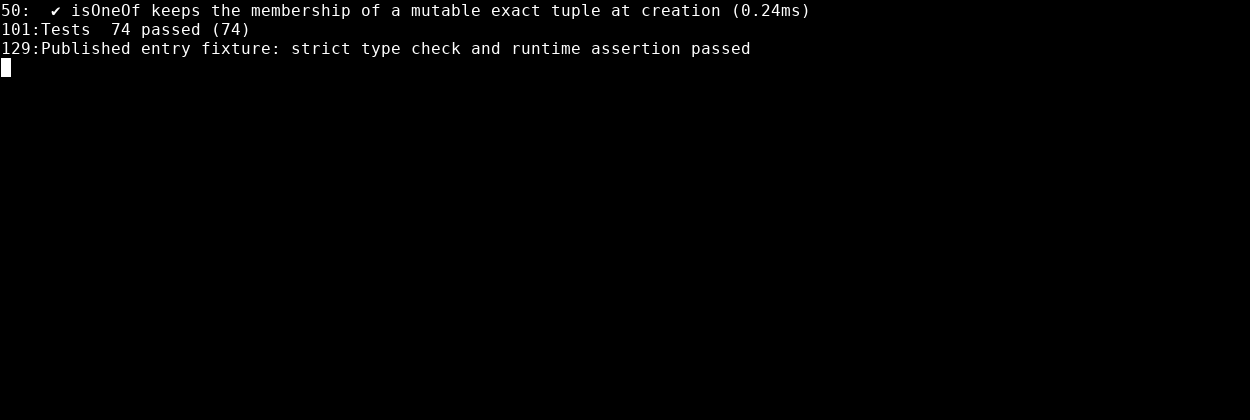 50:  ✔ isOneOf keeps the membership of a mutable exact tuple at creation (0.24ms)
101:Tests  74 passed (74)
129:Published entry fixture: strict type check and runtime assertion passed